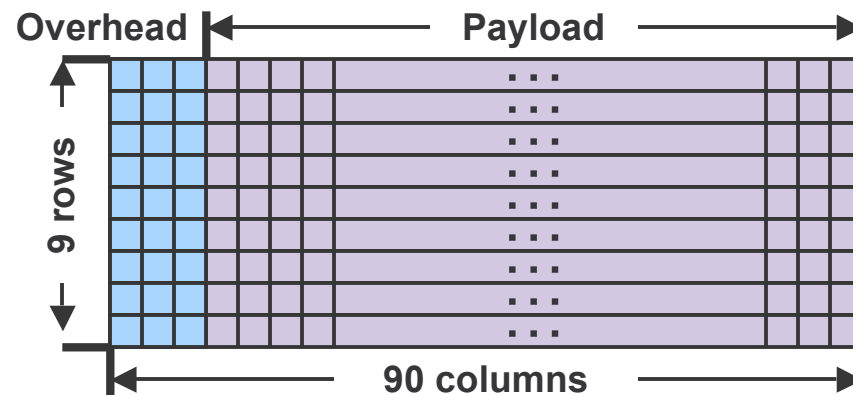 Overhead
Payload
9 rows
. . .
. . .
. . .
. . .
. . .
. . .
. . .
. . .
. . .
90 columns